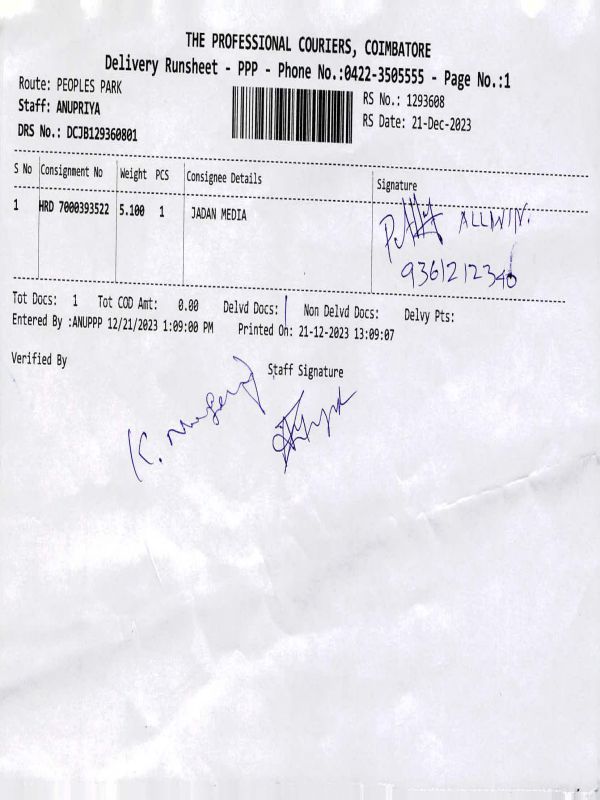 THE PROFESSIONAL COURIERS, COIMBATORE
Delivery Runsheet - PPP - Phone No.:0422-3505555 - Page No.:1
Route: PEOPLES PARK
RS No.: 1293608
Staff: ANUPRIYA
RS Date: 21-Dec-2023
DRS No.: DCJB129360801
S No Consignment No Weight PCS Consignee Details Signature
1 HRD 7000393522 5.100 1 JADAN MEDIA
ALLWIN.
9361212346
Tot Docs: 1 Tot COD Amt: 0.00 Delvd Docs: Non Delvd Docs: Delvy Pts:
Entered By :ANUPPP 12/21/2023 1:09:00 PM Printed On: 21-12-2023 13:09:07
Verified By
Staff Signature